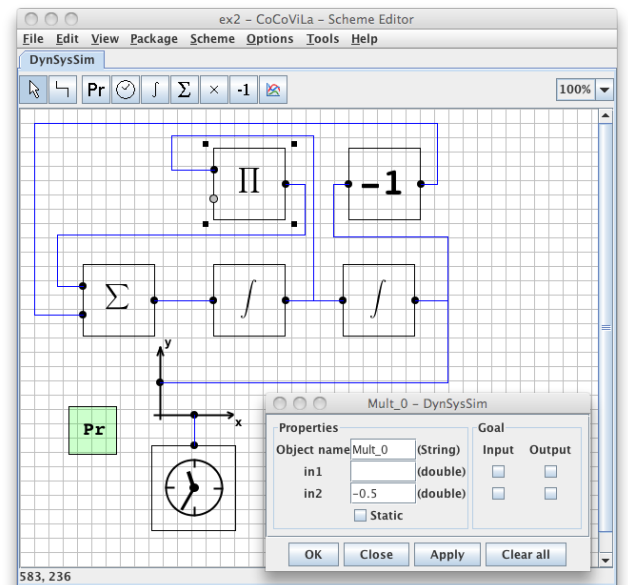 ex2 – CoCoViLa – Scheme Editor
File Edit View Package Scheme Options Tools Help
DynSysSim
Pr ∫ Σ × -1 100%
∏ -1
Σ ∫ ∫
y
x
Pr
Mult_0 – DynSysSim
Properties Goal
Object name Mult_0 (String) Input Output
in1 (double)
in2 -0.5 (double)
Static
OK Close Apply Clear all
583, 236